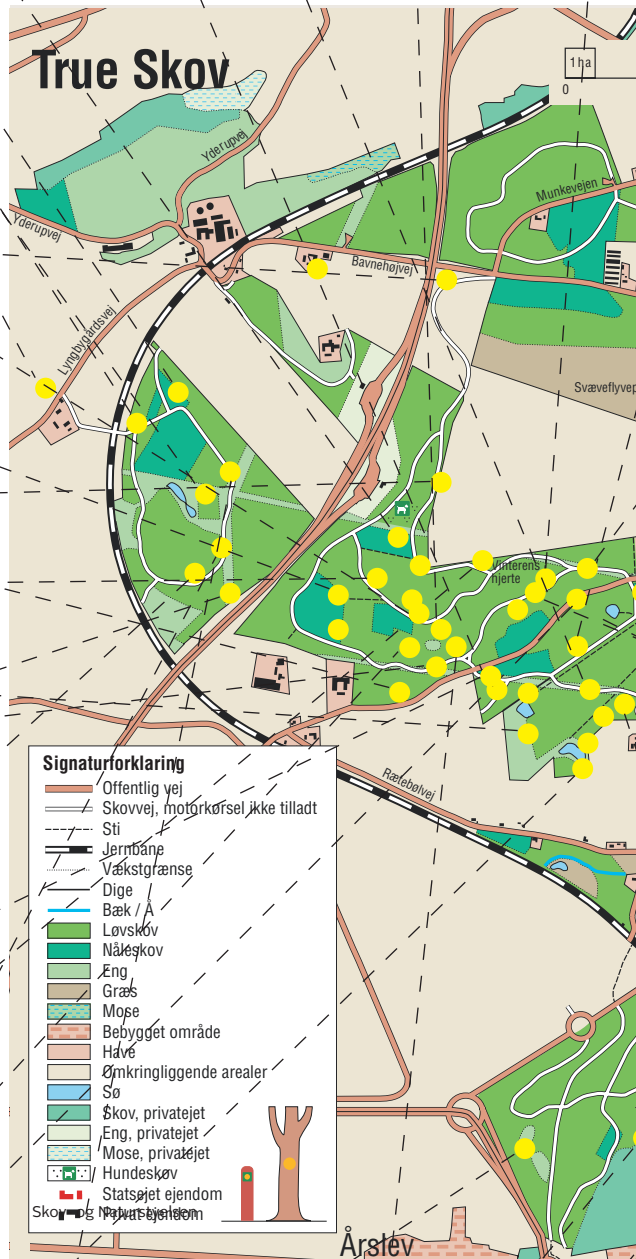 True Skov
1 ha
0
Yderupvej
Munkevejen
Yderupvej
Bavnehøjvej
Lyngbygårdsvej
Svæveflyvep
Vinterens
hjerte
Signaturforklaring
Offentlig vej
Skovvej, motorkørsel ikke tilladt
Sti
Jernbane
Vækstgrænse
Dige
Bæk / Å
Løvskov
Nåleskov
Eng
Græs
Mose
Bebygget område
Have
Omkringliggende arealer
Sø
Skov, privatejet
Eng, privatejet
Mose, privatejet
Hundeskov
Statsejet ejendom
Privat ejendom
Skov- og Naturstyrelsen
Rætebølvej
Årslev